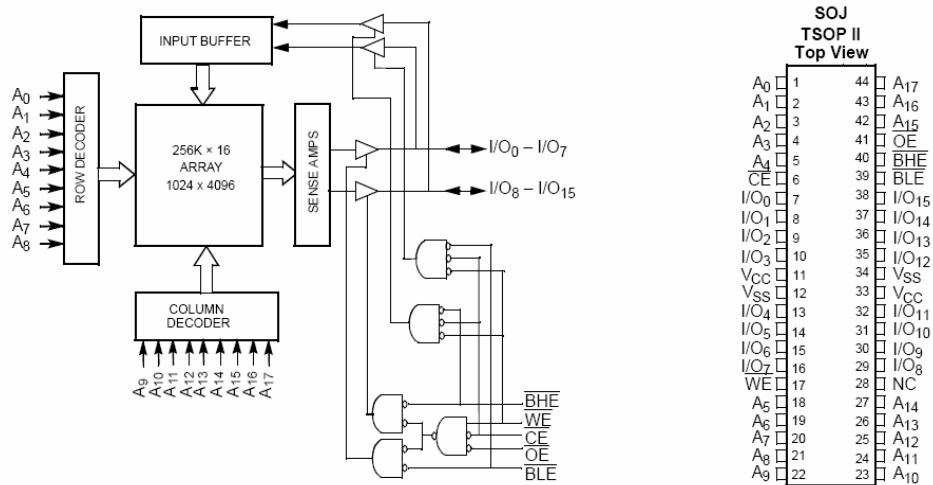 INPUT BUFFER
A0
A1
A2
A3
A4
A5
A6
A7
A8
ROW DECODER
256K × 16
ARRAY
1024 x 4096
SENSE AMPS
I/O0 – I/O7
I/O8 – I/O15
COLUMN
DECODER
A9 A10 A11 A12 A13 A14 A15 A16 A17
BHE
WE
CE
OE
BLE
SOJ
TSOP II
Top View
A0 1 44 A17
A1 2 43 A16
A2 3 42 A15
A3 4 41 OE
A4 5 40 BHE
CE 6 39 BLE
I/O0 7 38 I/O15
I/O1 8 37 I/O14
I/O2 9 36 I/O13
I/O3 10 35 I/O12
VCC 11 34 VSS
VSS 12 33 VCC
I/O4 13 32 I/O11
I/O5 14 31 I/O10
I/O6 15 30 I/O9
I/O7 16 29 I/O8
WE 17 28 NC
A5 18 27 A14
A6 19 26 A13
A7 20 25 A12
A8 21 24 A11
A9 22 23 A10